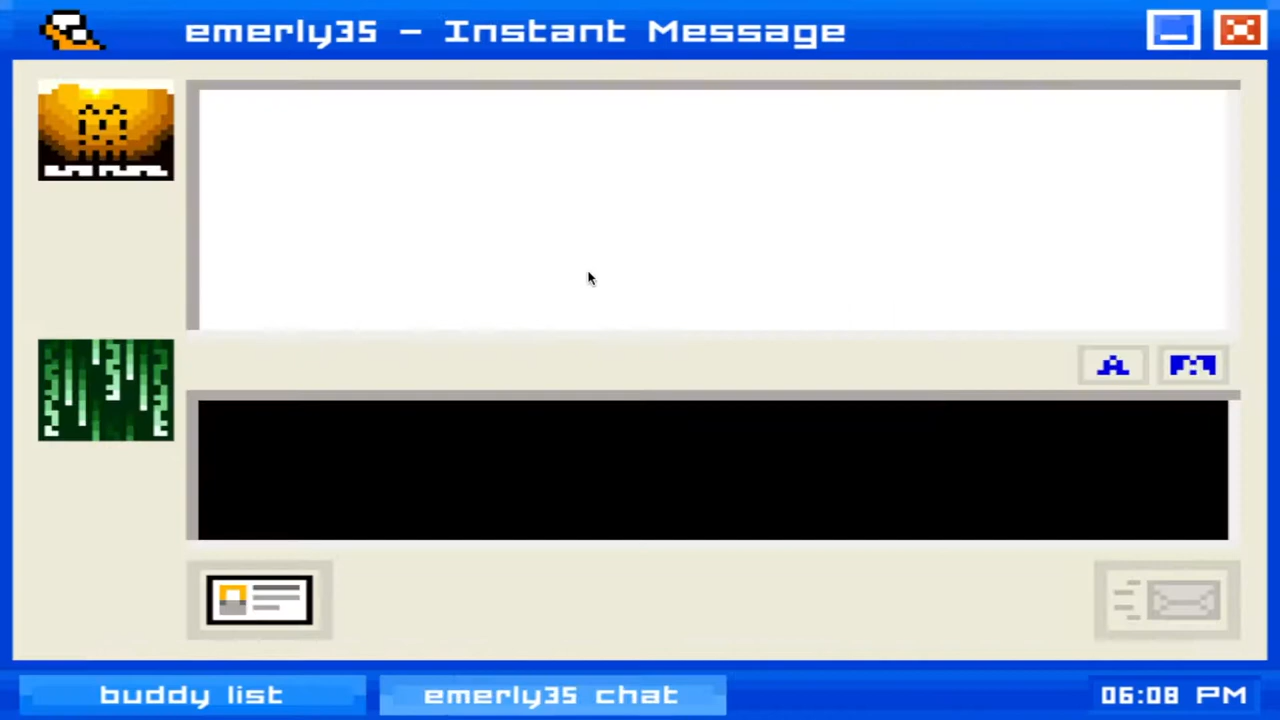 emerly35 - Instant Message
A
buddy list
emerly35 chat
06:08 PM